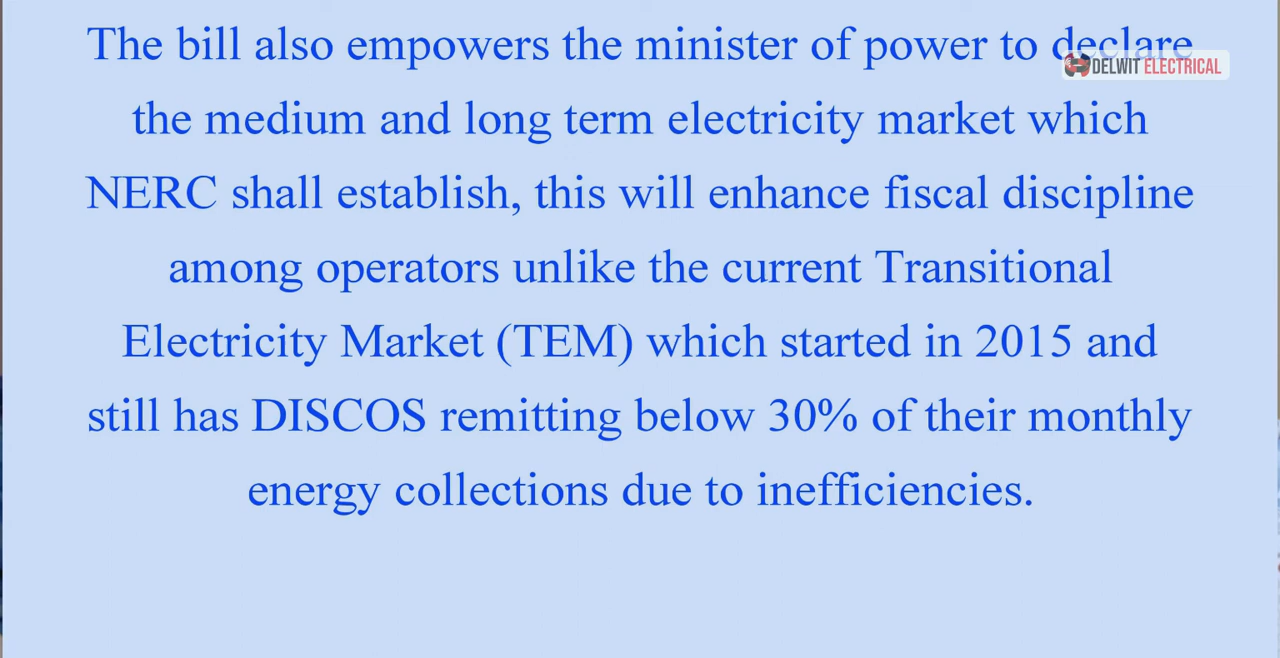 The bill also empowers the minister of power to declare
DELWIT ELECTRICAL
the medium and long term electricity market which
NERC shall establish, this will enhance fiscal discipline
among operators unlike the current Transitional
Electricity Market (TEM) which started in 2015 and
still has DISCOS remitting below 30% of their monthly
energy collections due to inefficiencies.